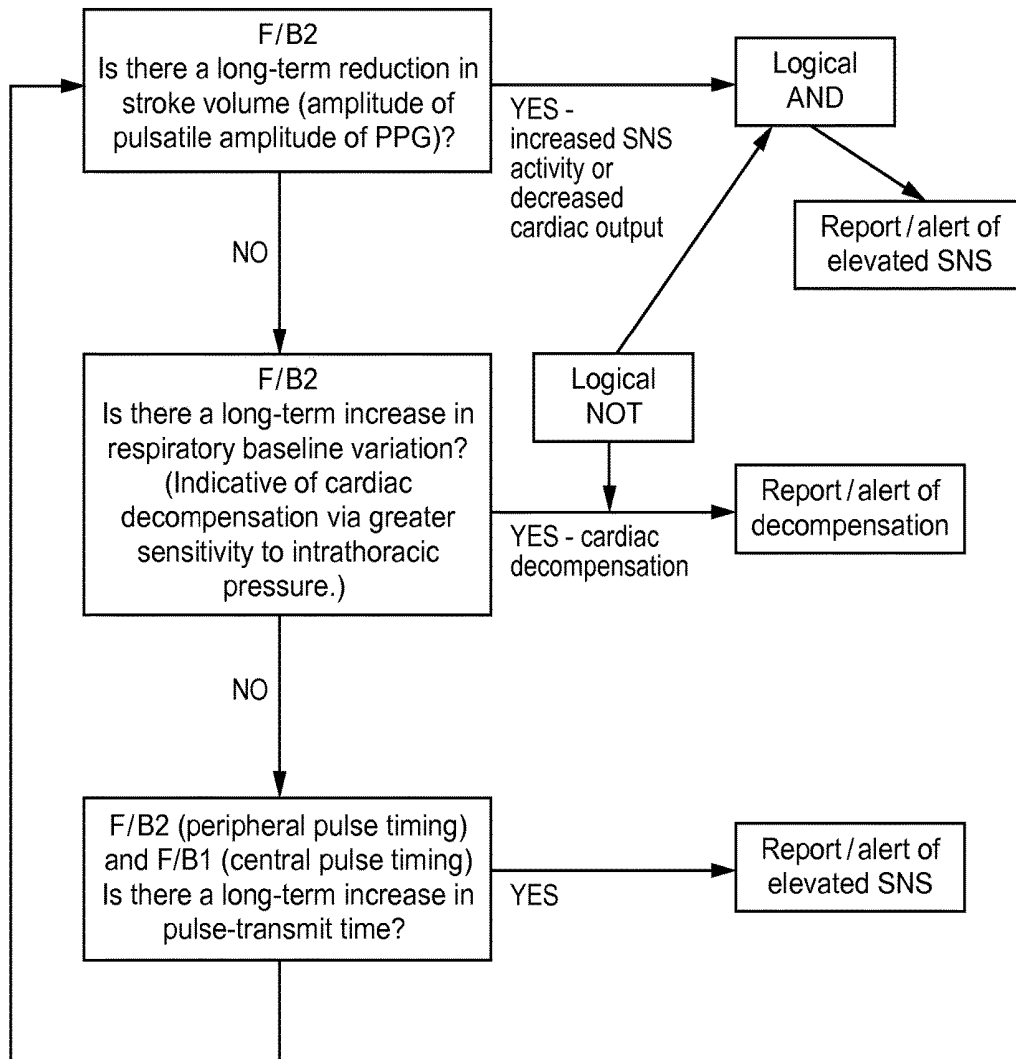 F/B2
Is there a long-term reduction in
stroke volume (amplitude of
pulsatile amplitude of PPG)?
YES -
increased SNS
activity or
decreased
cardiac output
Logical
AND
Report/alert of
elevated SNS
NO
F/B2
Is there a long-term increase in
respiratory baseline variation?
(Indicative of cardiac
decompensation via greater
sensitivity to intrathoracic
pressure.)
Logical
NOT
YES - cardiac
decompensation
Report/alert of
decompensation
NO
F/B2 (peripheral pulse timing)
and F/B1 (central pulse timing)
Is there a long-term increase in
pulse-transmit time?
YES
Report/alert of
elevated SNS